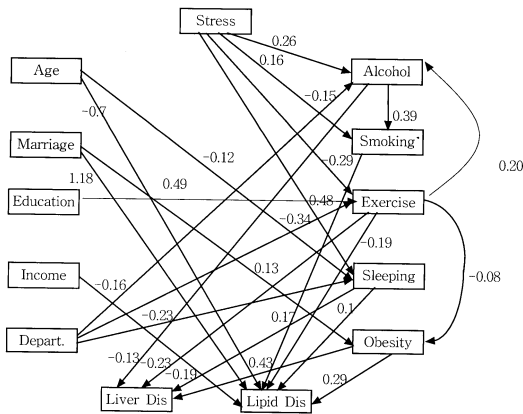 Stress
0.26
Age
0.16
Alcohol
-0.7
-0.15
0.39
Marriage
Smoking
-0.12
-0.29
0.20
1.18
0.49
Education
0.48
Exercise
-0.34
-0.19
Income
0.13
Sleeping
-0.08
-0.16
-0.23
0.17
0.1
Depart.
Obesity
-0.13
-0.23
0.43
-0.19
0.29
Liver Dis
Lipid Dis